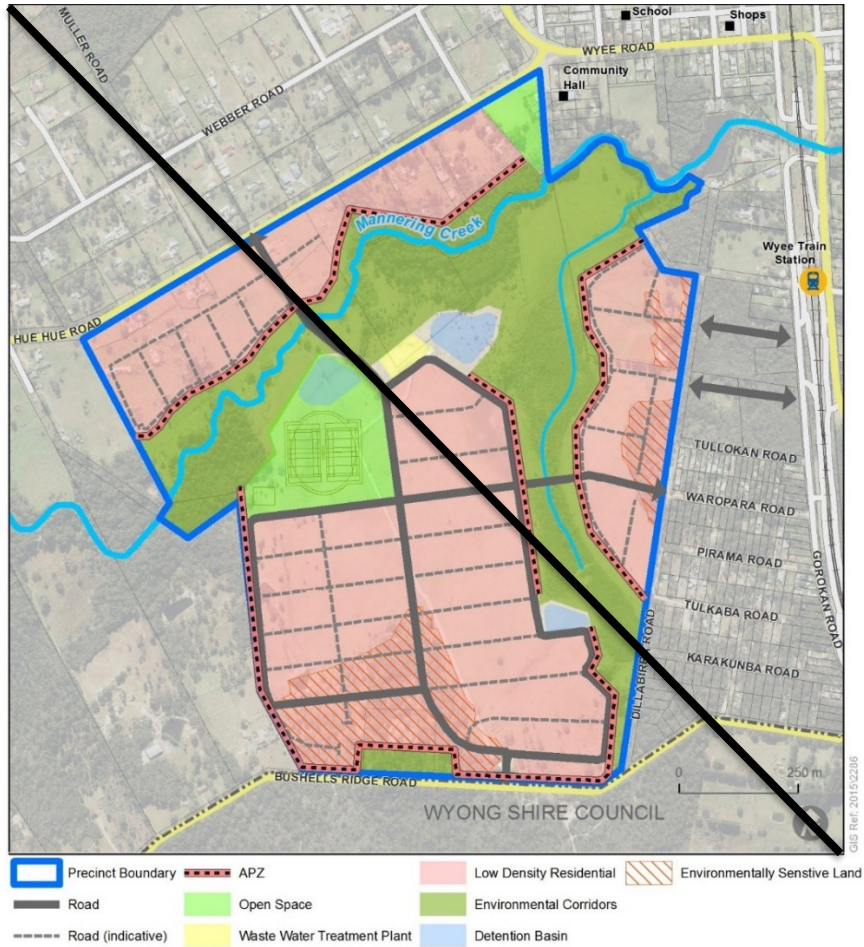 MULLER ROAD
School
Shops
WYEE ROAD
Community
Hall
WEBBER ROAD
Mannering Creek
Wyee Train
Station
HUE HUE ROAD
TULLOKAN ROAD
WAROPARA ROAD
PIRAMA ROAD
GOROKAN ROAD
TULKABA ROAD
KARAKUNBA ROAD
DILLABIRRA ROAD
BUSHELLS RIDGE ROAD
0 250 m
WYONG SHIRE COUNCIL
GIS Ref: 2015\2286
Precinct Boundary
APZ
Low Density Residential
Environmentally Senstive Land
Road
Open Space
Environmental Corridors
Road (indicative)
Waste Water Treatment Plant
Detention Basin